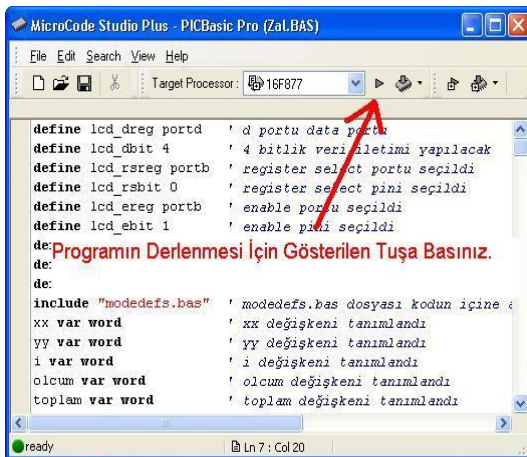 MicroCode Studio Plus - PICBasic Pro (Zal.BAS)
File Edit Search View Help
Target Processor : 16F877
define lcd_dreg portd ' d portu data portu
define lcd_dbit 4 ' 4 bitlik veri iletimi yapılacak
define lcd_rsreg portb ' register select portu seçildi
define lcd_rsbit 0 ' register select pini seçildi
define lcd_ereg portb ' enable portu seçildi
define lcd_ebit 1 ' enable pini seçildi
de:
Programın Derlenmesi İçin Gösterilen Tuşa Basınız.
de:
de:
include "modedefs.bas" ' modedefs.bas dosyası kodun içine
xx var word ' xx değişkeni tanımlandı
yy var word ' yy değişkeni tanımlandı
i var word ' i değişkeni tanımlandı
olcum var word ' olcum değişkeni tanımlandı
toplam var word ' toplam değişkeni tanımlandı
ready Ln 7 : Col 20